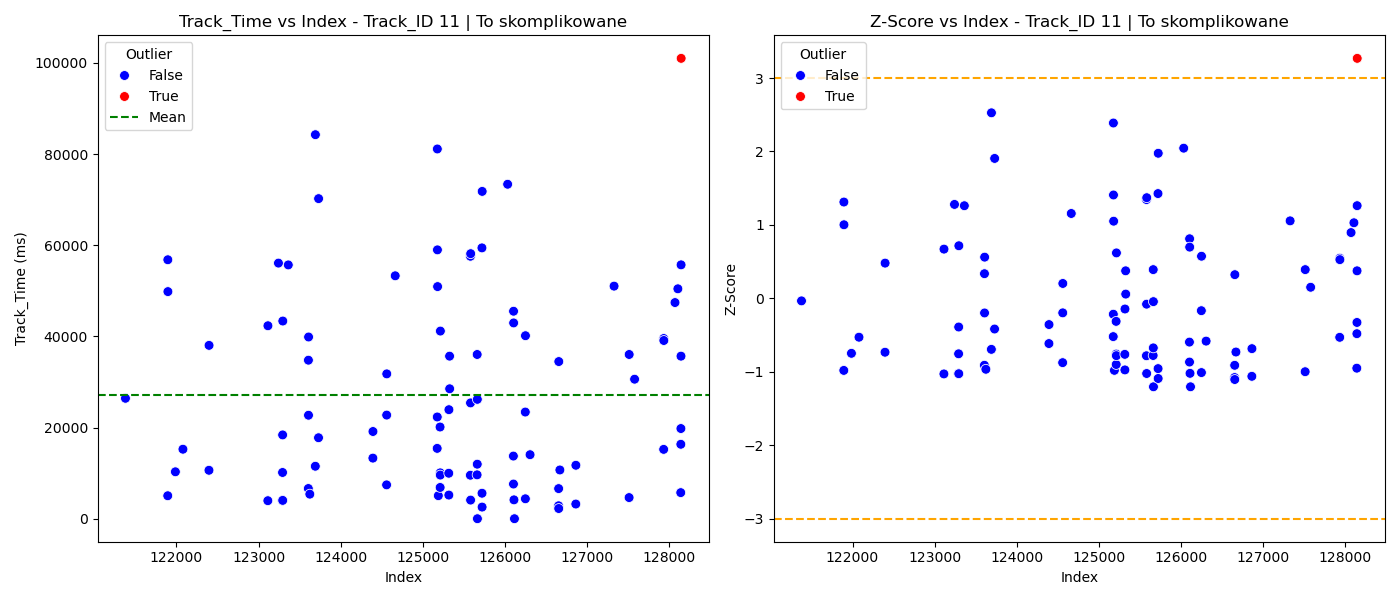 Track_Time vs Index - Track_ID 11 | To skomplikowane
Outlier
False
True
Mean
100000
80000
60000
40000
20000
0
Track_Time (ms)
122000 123000 124000 125000 126000 127000 128000
Index
Z-Score vs Index - Track_ID 11 | To skomplikowane
Outlier
False
True
3
2
1
0
−1
−2
−3
Z-Score
122000 123000 124000 125000 126000 127000 128000
Index